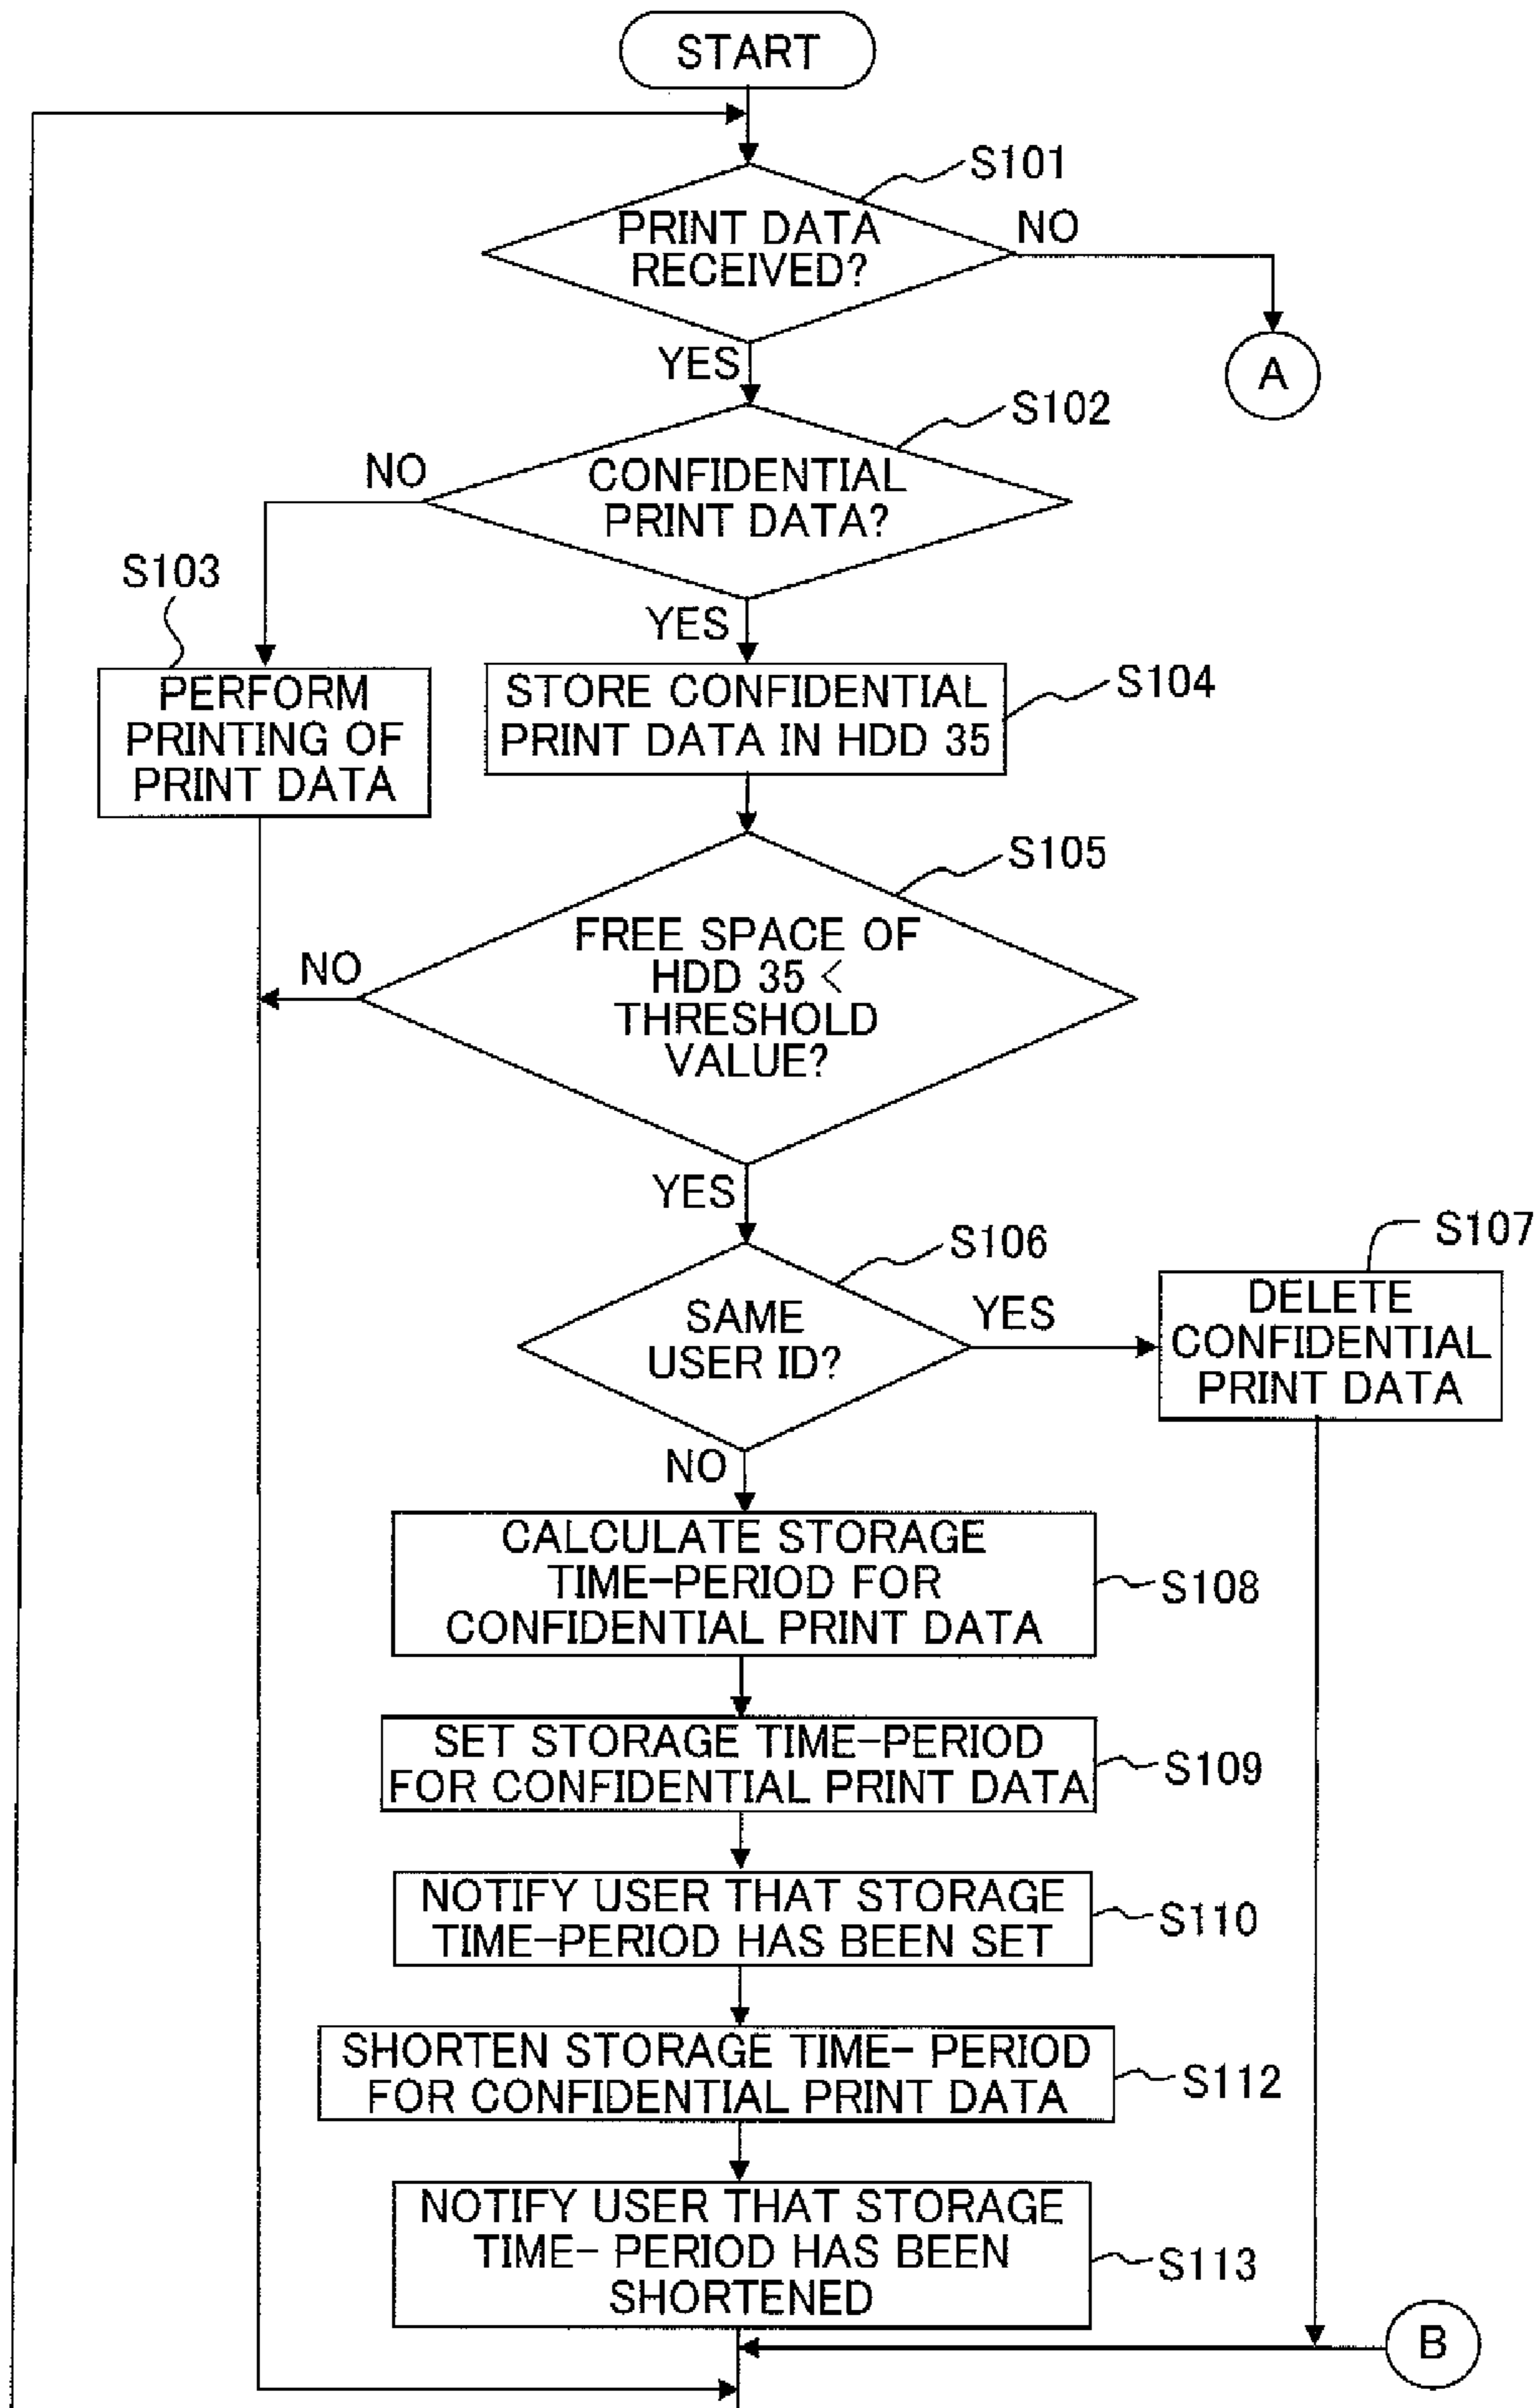 START
S101
PRINT DATA
RECEIVED?
NO
YES
A
S102
CONFIDENTIAL
PRINT DATA?
NO
YES
S103
PERFORM
PRINTING OF
PRINT DATA
STORE CONFIDENTIAL
PRINT DATA IN HDD 35
S104
S105
FREE SPACE OF
HDD 35 <
THRESHOLD
VALUE?
NO
YES
S106
SAME
USER ID?
YES
NO
S107
DELETE
CONFIDENTIAL
PRINT DATA
CALCULATE STORAGE
TIME-PERIOD FOR
CONFIDENTIAL PRINT DATA
S108
SET STORAGE TIME-PERIOD
FOR CONFIDENTIAL PRINT DATA
S109
NOTIFY USER THAT STORAGE
TIME-PERIOD HAS BEEN SET
S110
SHORTEN STORAGE TIME- PERIOD
FOR CONFIDENTIAL PRINT DATA
S112
NOTIFY USER THAT STORAGE
TIME- PERIOD HAS BEEN
SHORTENED
S113
B